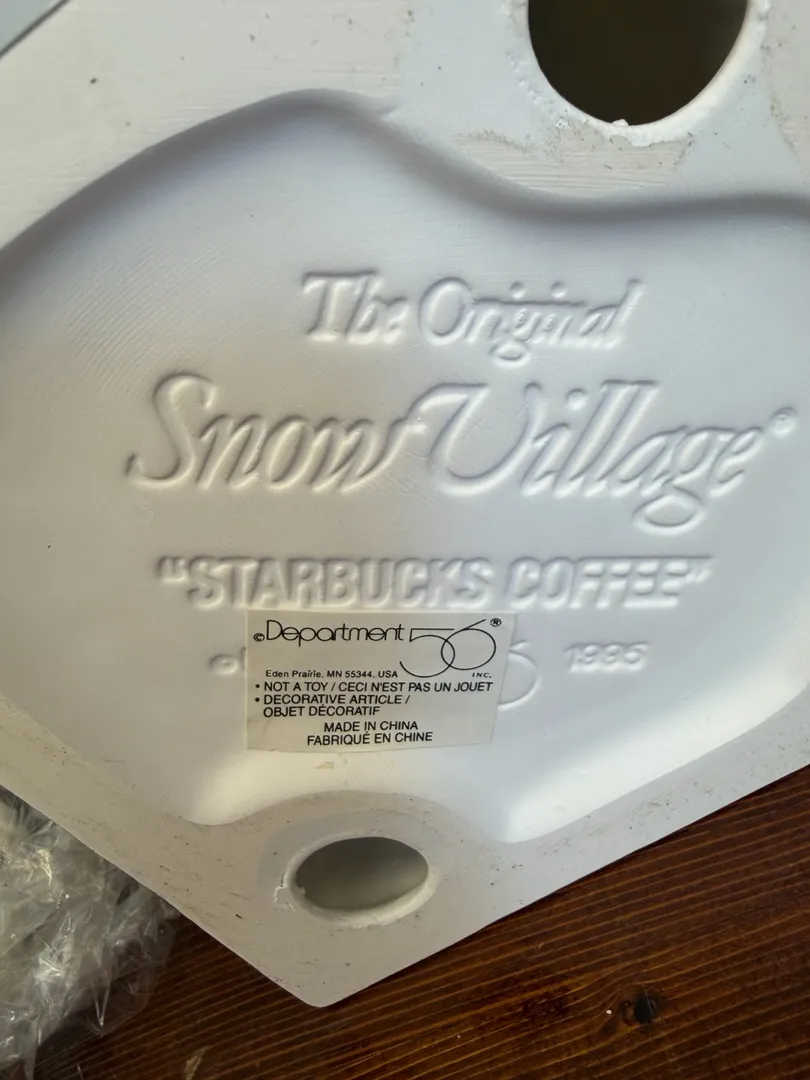 The Original
Snow Village®
"STARBUCKS COFFEE"
©Department 56®
INC.
Eden Prairie, MN 55344, USA
• NOT A TOY / CECI N'EST PAS UN JOUET
• DECORATIVE ARTICLE /
OBJET DÉCORATIF
MADE IN CHINA
FABRIQUÉ EN CHINE
1995